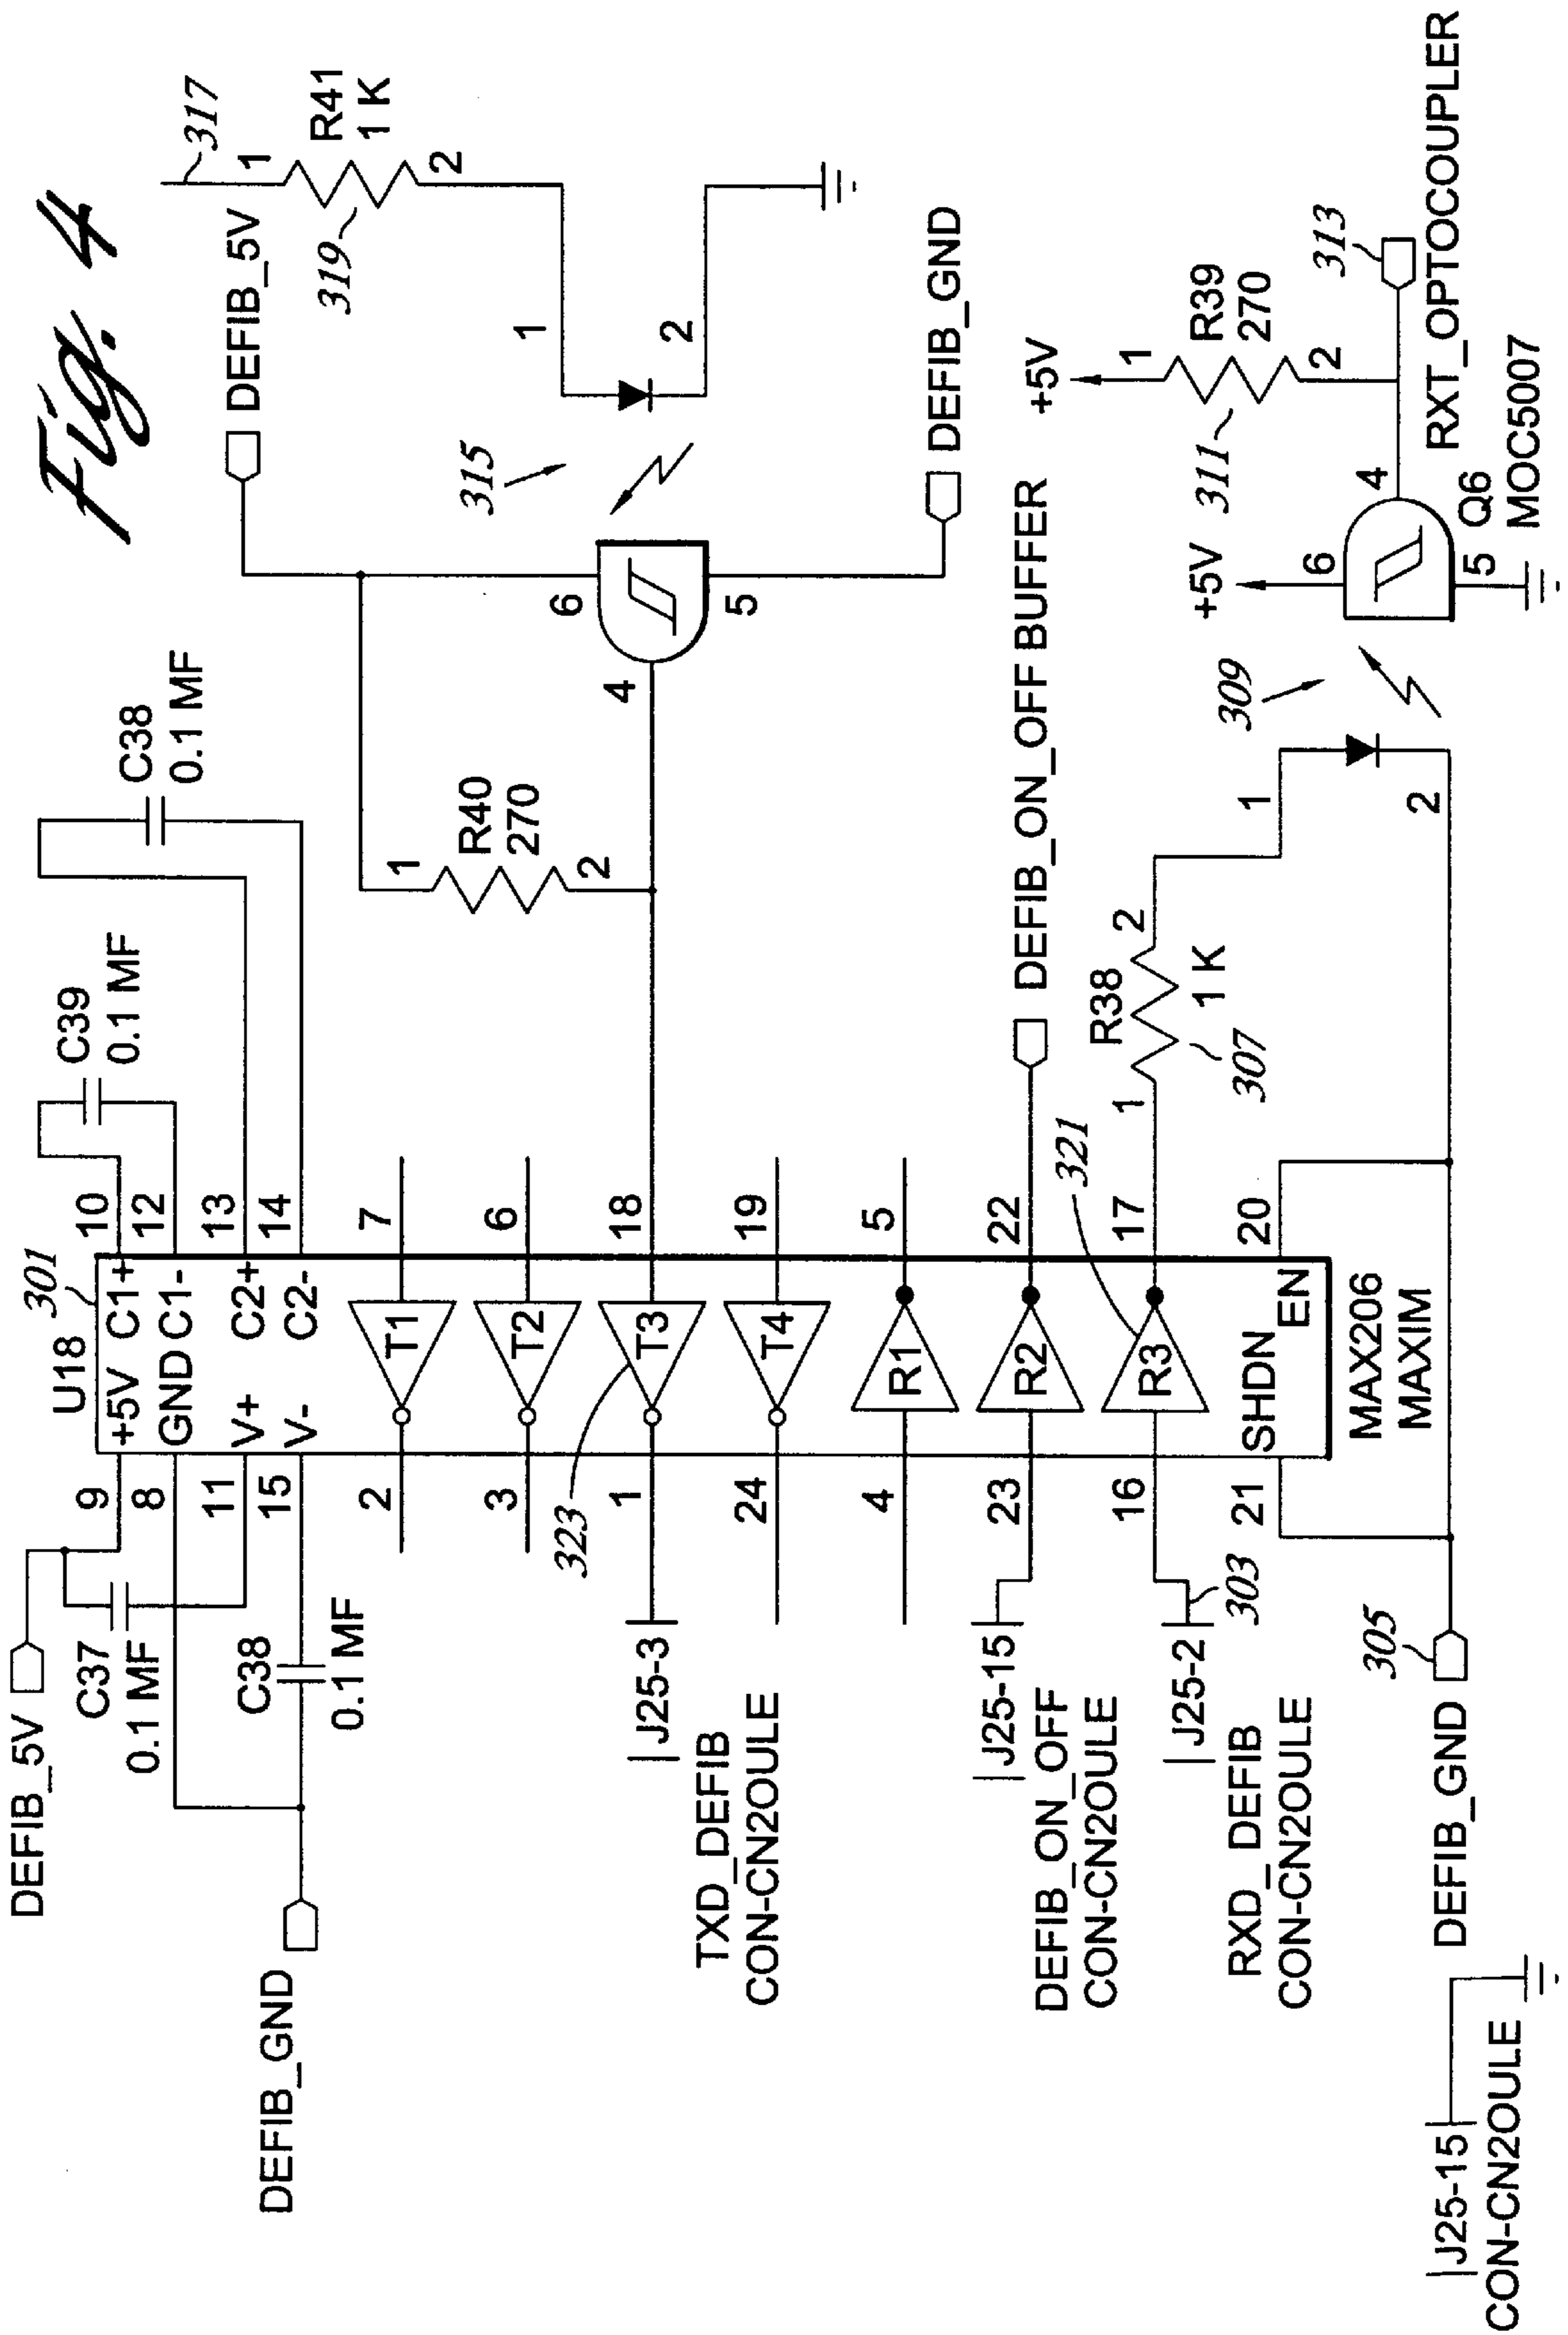 Fig. 4
DEFIB_5V
C37
0.1 MF
DEFIB_GND
C38
0.1 MF
9
8
11
15
U18
301
+5V C1+
GND C1-
V+ C2+
V- C2-
10
12
13
14
C39
0.1 MF
C38
0.1 MF
DEFIB_5V
317
1
R41
1 K
2
319
1
2
315
6
5
4
DEFIB_GND
1
R40
270
2
2
T1
7
3
T2
6
323
1
T3
18
24
T4
19
4
R1
5
23
R2
22
16
R3
17
321
21
SHDN
EN
20
MAX206
MAXIM
J25-3
TXD_DEFIB
CON-CN2OULE
J25-15
DEFIB_ON_OFF
CON-CN2OULE
J25-2
303
RXD_DEFIB
CON-CN2OULE
305
DEFIB_GND
J25-15
CON-CN2OULE
DEFIB_ON_OFF BUFFER
1
R38
1 K
2
307
1
2
309
+5V
6
5
4
Q6
MOC5007
+5V
1
R39
270
2
311
313
RXT_OPTOCOUPLER